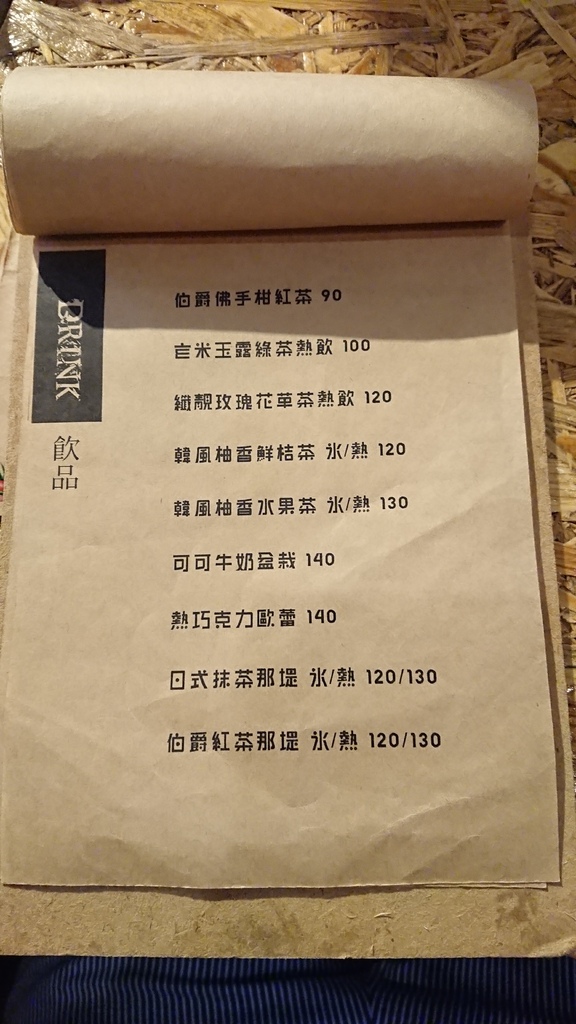 DRINK
飲品
伯爵佛手柑紅茶 90
玄米玉露綠茶熱飲 100
纖靚玫瑰花草茶熱飲 120
韓風柚香鮮桔茶 氷/熱 120
韓風柚香水果茶 氷/熱 130
可可牛奶盆栽 140
熱巧克力歐蕾 140
日式抹茶那堤 氷/熱 120/130
伯爵紅茶那堤 氷/熱 120/130